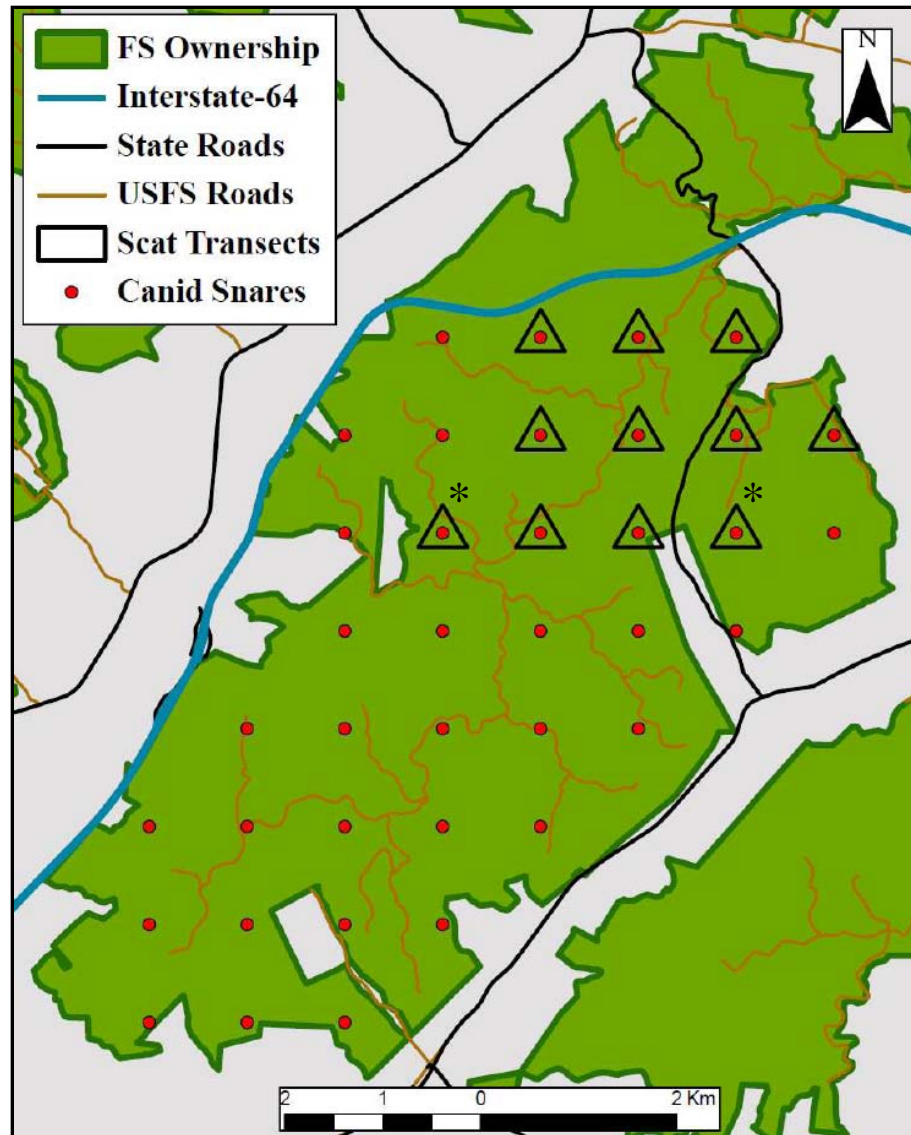 FS Ownership
Interstate-64
State Roads
USFS Roads
Scat Transects
Canid Snares
N
*
*
2 1 0 2 Km